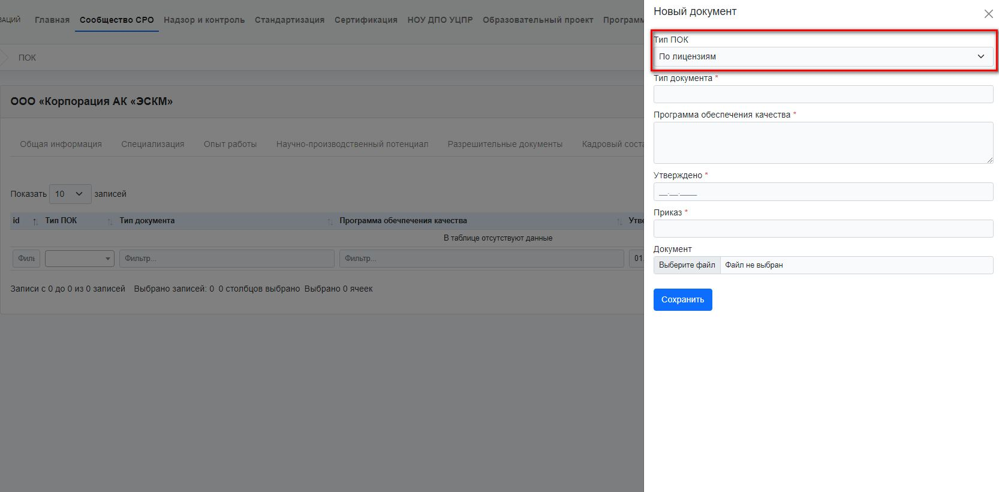 ЗАЦИЙ Главная Сообщество СРО Надзор и контроль Стандартизация Сертификация НОУ ДПО УЦПР Образовательный проект Програм
ПОК
ООО «Корпорация АК «ЭСКМ»
Общая информация Специализация Опыт работы Научно-производственный потенциал Разрешительные документы Кадровый соста
Показать 10 записей
id Тип ПОК Тип документа Программа обечпечения качества Утве
В таблице отсутствуют данные
Филь Фильтр... Фильтр... 01.
Записи с 0 до 0 из 0 записей Выбрано записей: 0 0 столбцов выбрано Выбрано 0 ячеек
Новый документ
Тип ПОК
По лицензиям
Тип документа *
Программа обеспечения качества *
Утверждено *
__.__.____
Приказ *
Документ
Выберите файл Файл не выбран
Сохранить